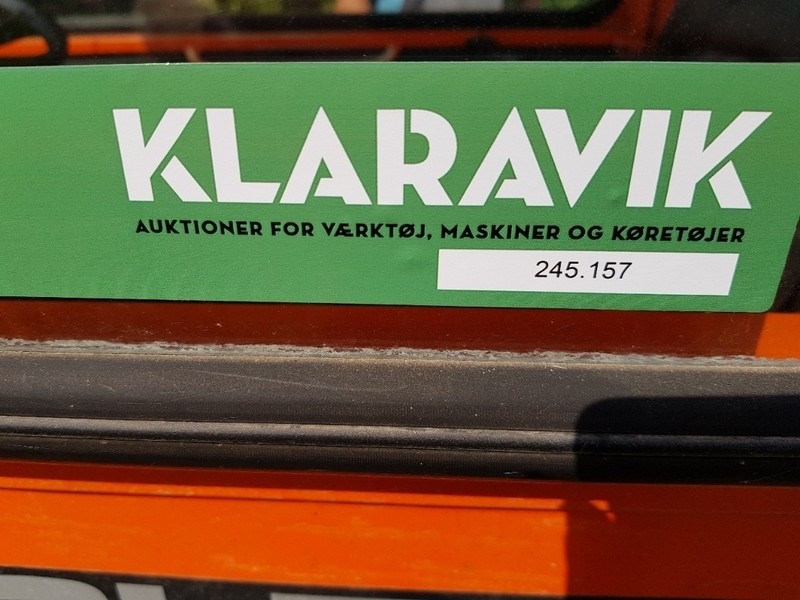 KLARAVIK
AUKTIONER FOR VÆRKTØJ, MASKINER OG KØRETØJER
245.157